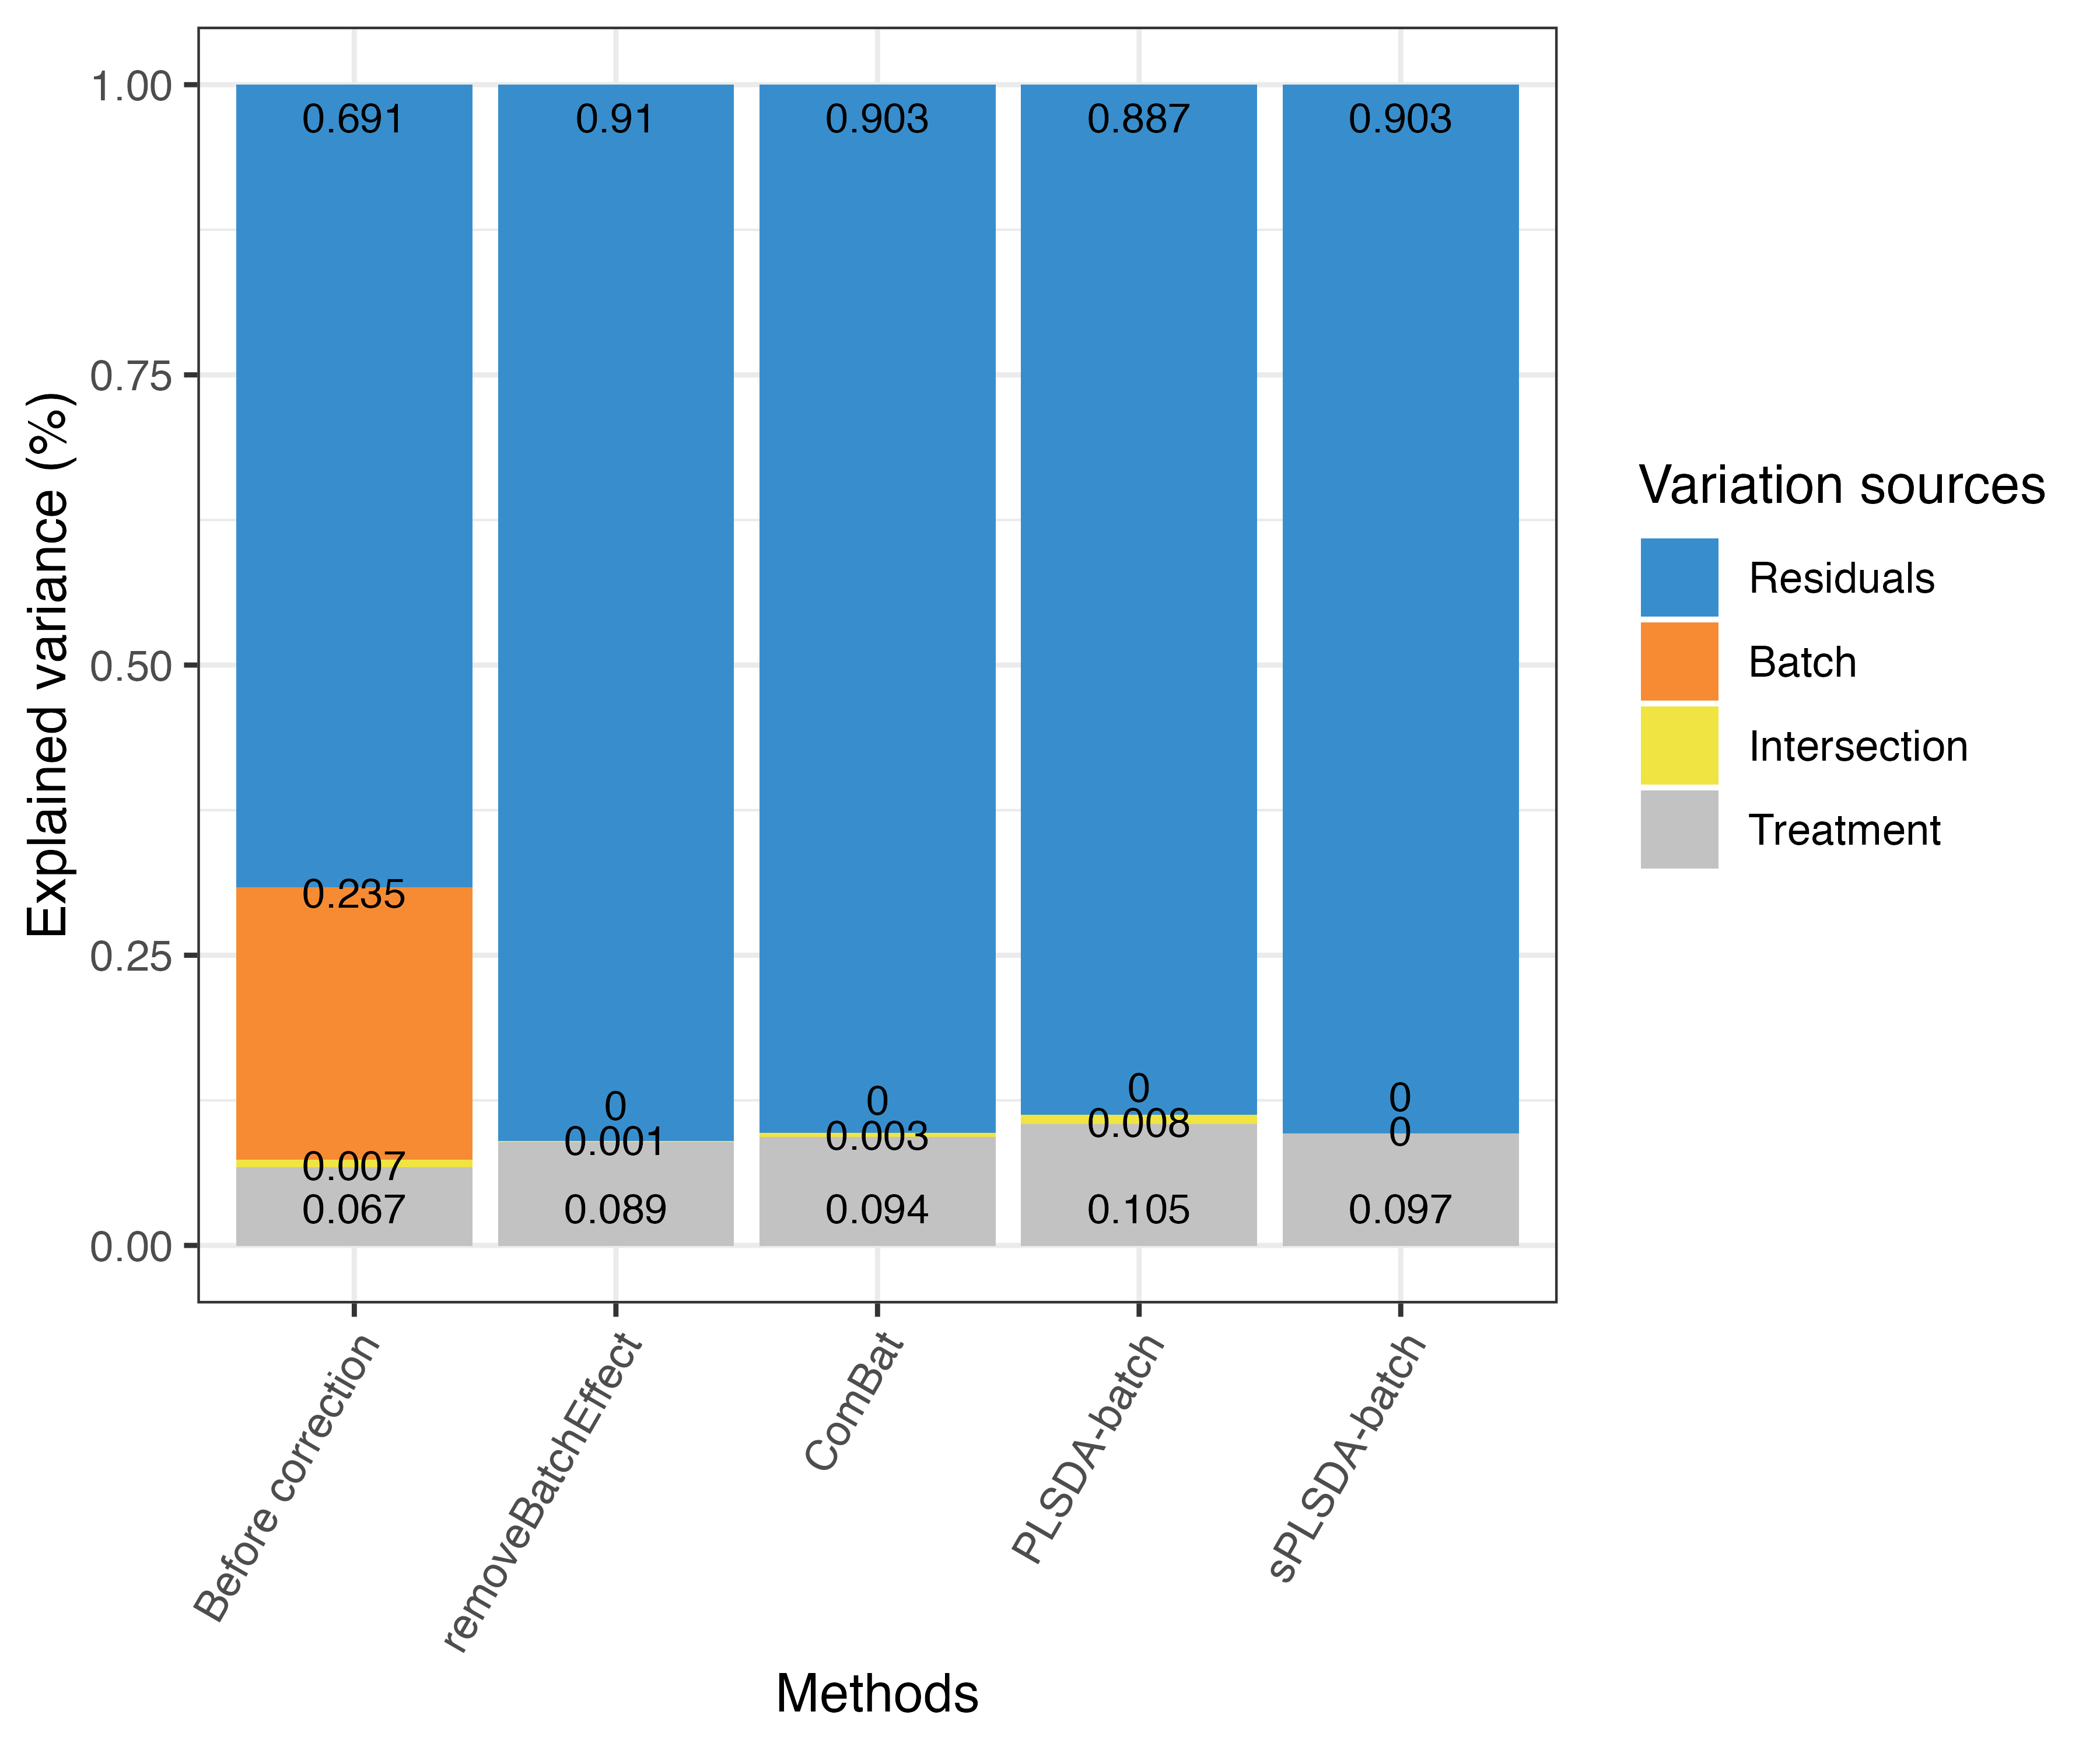 Explained variance (%)
1.00
0.75
0.50
0.25
0.00
0.691
0.91
0.903
0.887
0.903
0.235
0
0
0
0
0.007
0.001
0.003
0.008
0
0.067
0.089
0.094
0.105
0.097
Before correction
removeBatchEffect
ComBat
PLSDA-batch
sPLSDA-batch
Methods
Variation sources
Residuals
Batch
Intersection
Treatment